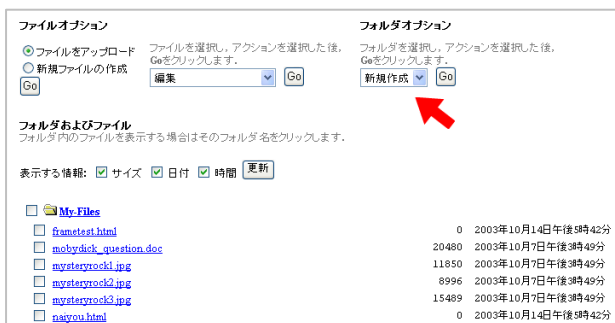 ファイルオプション
フォルダオプション
ファイルをアップロード
新規ファイルの作成
Go
ファイルを選択し, アクションを選択した後,
Goをクリックします.
編集
Go
フォルダを選択し, アクションを選択した後,
Goをクリックします.
新規作成
Go
フォルダおよびファイル
フォルダ内のファイルを表示する場合はそのフォルダ名をクリックします.
表示する情報: サイズ 日付 時間 更新
My-Files
frametest.html 0 2003年10月14日午後5時42分
mobydick_question.doc 20480 2003年10月7日午後3時49分
mysteryrock1.jpg 11850 2003年10月7日午後3時49分
mysteryrock2.jpg 8996 2003年10月7日午後3時49分
mysteryrock3.jpg 15489 2003年10月7日午後3時49分
naiyou.html 0 2003年10月14日午後5時42分